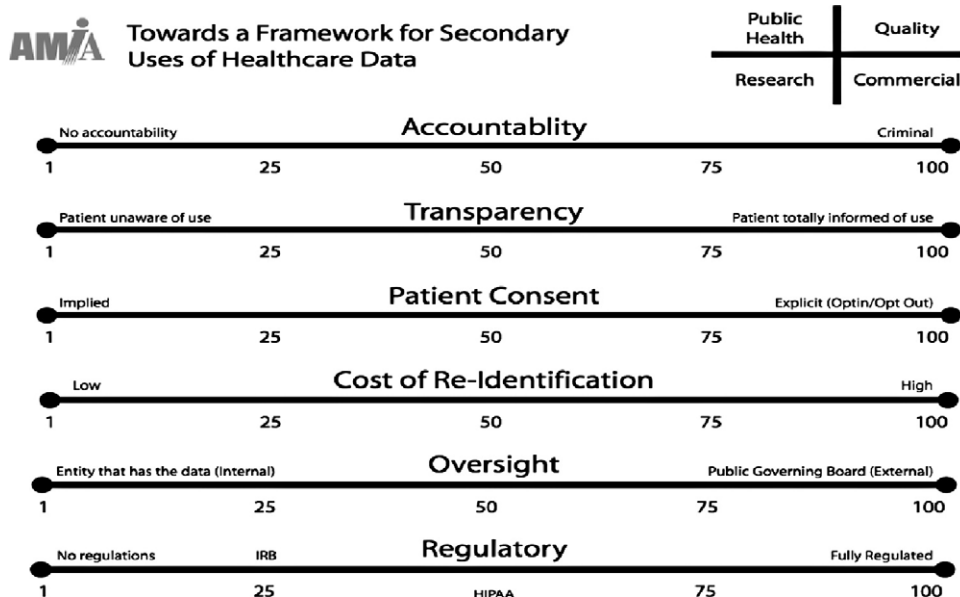 AMIA
Towards a Framework for Secondary
Uses of Healthcare Data
Public
Health
Quality
Research
Commercial
Accountablity
No accountability
Criminal
1 25 50 75 100
Transparency
Patient unaware of use
Patient totally informed of use
1 25 50 75 100
Patient Consent
Implied
Explicit (Optin/Opt Out)
1 25 50 75 100
Cost of Re-Identification
Low
High
1 25 50 75 100
Oversight
Entity that has the data (Internal)
Public Governing Board (External)
1 25 50 75 100
Regulatory
No regulations
IRB
Fully Regulated
1 25 HIPAA 75 100